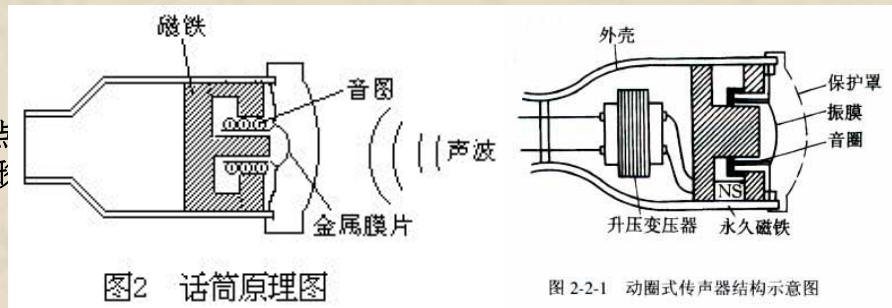 磁铁
音图
声波
金属膜片
图2 话筒原理图
外壳
保护罩
振膜
音圈
NS
升压变压器
永久磁铁
图 2-2-1 动圈式传声器结构示意图